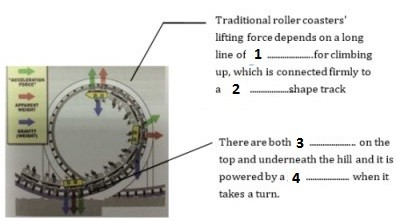 Traditional roller coasters'
lifting force depends on a long
line of 1 ....................for climbing
up, which is connected firmly to
a 2 ..................shape track
There are both 3 ...................... on the
top and underneath the hill and it is
powered by a 4 .................... when it
takes a turn.
"ACCELERATION
FORCE"
APPARENT
WEIGHT
GRAVITY
(WEIGHT)